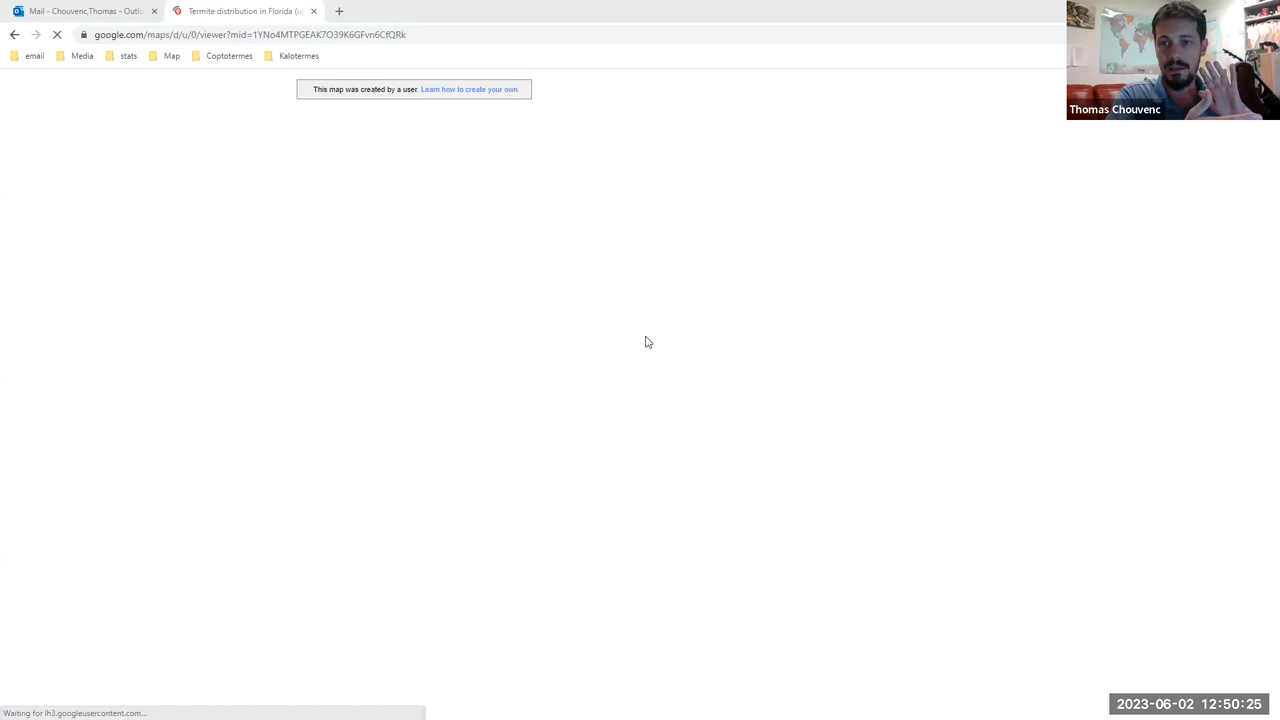 Mail - Chouvenc,Thomas - Outlo
Termite distribution in Florida (u
google.com/maps/d/u/0/viewer?mid=1YNo4MTPGEAK7O39K6GFvn6CfQRk
email
Media
stats
Map
Coptotermes
Kalotermes
This map was created by a user. Learn how to create your own.
Thomas Chouvenc
Waiting for lh3.googleusercontent.com...
2023-06-02 12:50:25